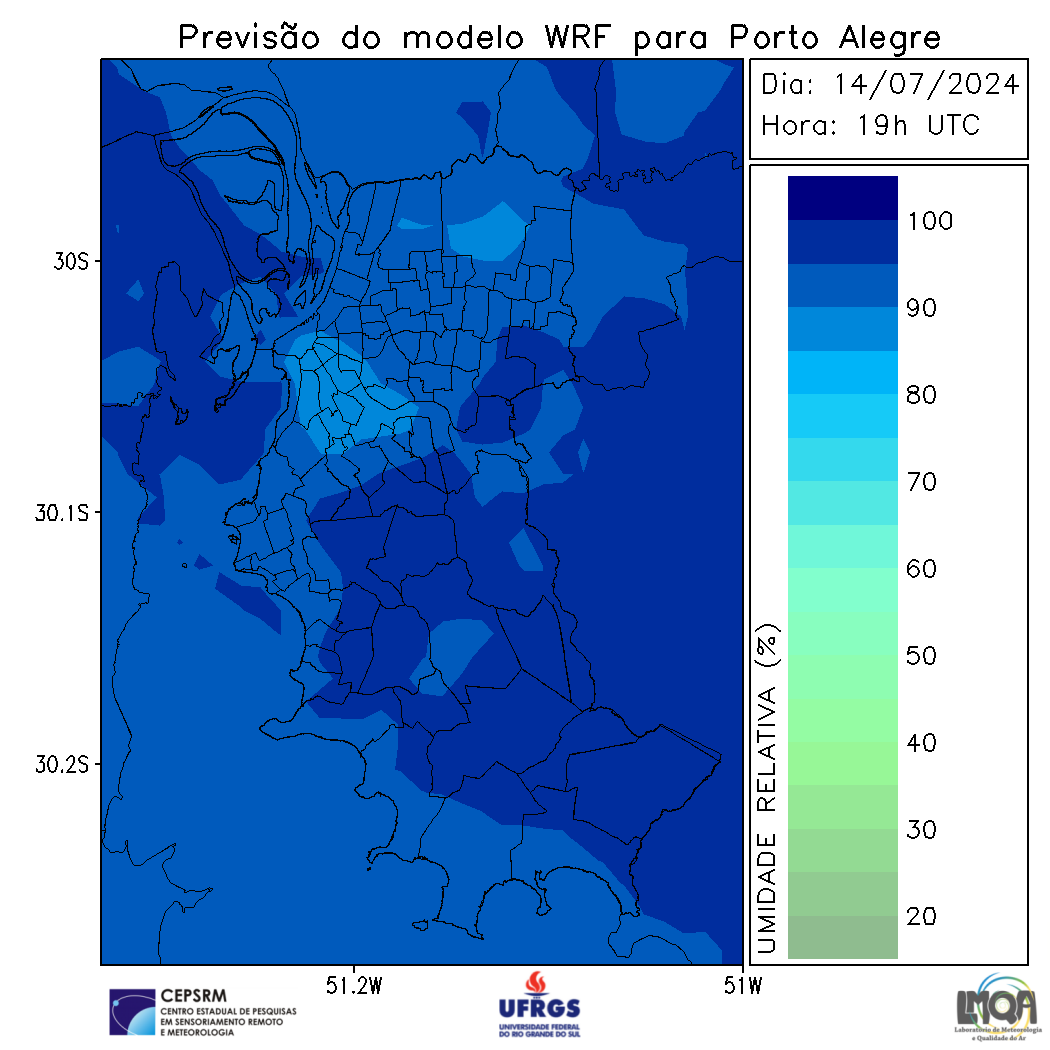 Previsão do modelo WRF para Porto Alegre
Dia: 14/07/2024
Hora: 19h UTC
30S
30.1S
30.2S
51.2W
51W
UMIDADE RELATIVA (%)
100
90
80
70
60
50
40
30
20
CEPSRM
CENTRO ESTADUAL DE PESQUISAS
EM SENSORIAMENTO REMOTO
E METEOROLOGIA
UFRGS
UNIVERSIDADE FEDERAL
DO RIO GRANDE DO SUL
LMQA
Laboratório de Meteorologia
e Qualidade do Ar